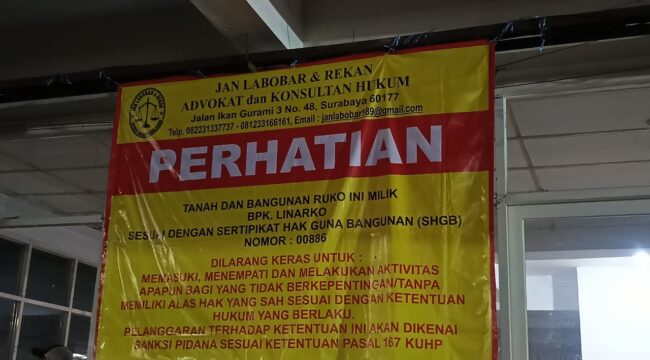 JAN LABOBAR & REKAN
ADVOKAT dan KONSULTAN HUKUM
Jalan Ikan Gurami 3 No. 48, Surabaya 60177
Telp. 082231337737 - 081233166161, Email : janlabobar189@gmail.com
PERHATIAN
TANAH DAN BANGUNAN RUKO INI MILIK
BPK. LINARKO
SESUAI DENGAN SERTIPIKAT HAK GUNA BANGUNAN (SHGB)
NOMOR : 00886
DILARANG KERAS UNTUK :
MEMASUKI, MENEMPATI DAN MELAKUKAN AKTIVITAS
APAPUN BAGI YANG TIDAK BERKEPENTINGAN/TANPA
MEMILIKI ALAS HAK YANG SAH SESUAI DENGAN KETENTUAN
HUKUM YANG BERLAKU.
PELANGGARAN TERHADAP KETENTUAN INI AKAN DIKENAI
SANKSI PIDANA SESUAI KETENTUAN PASAL 167 KUHP